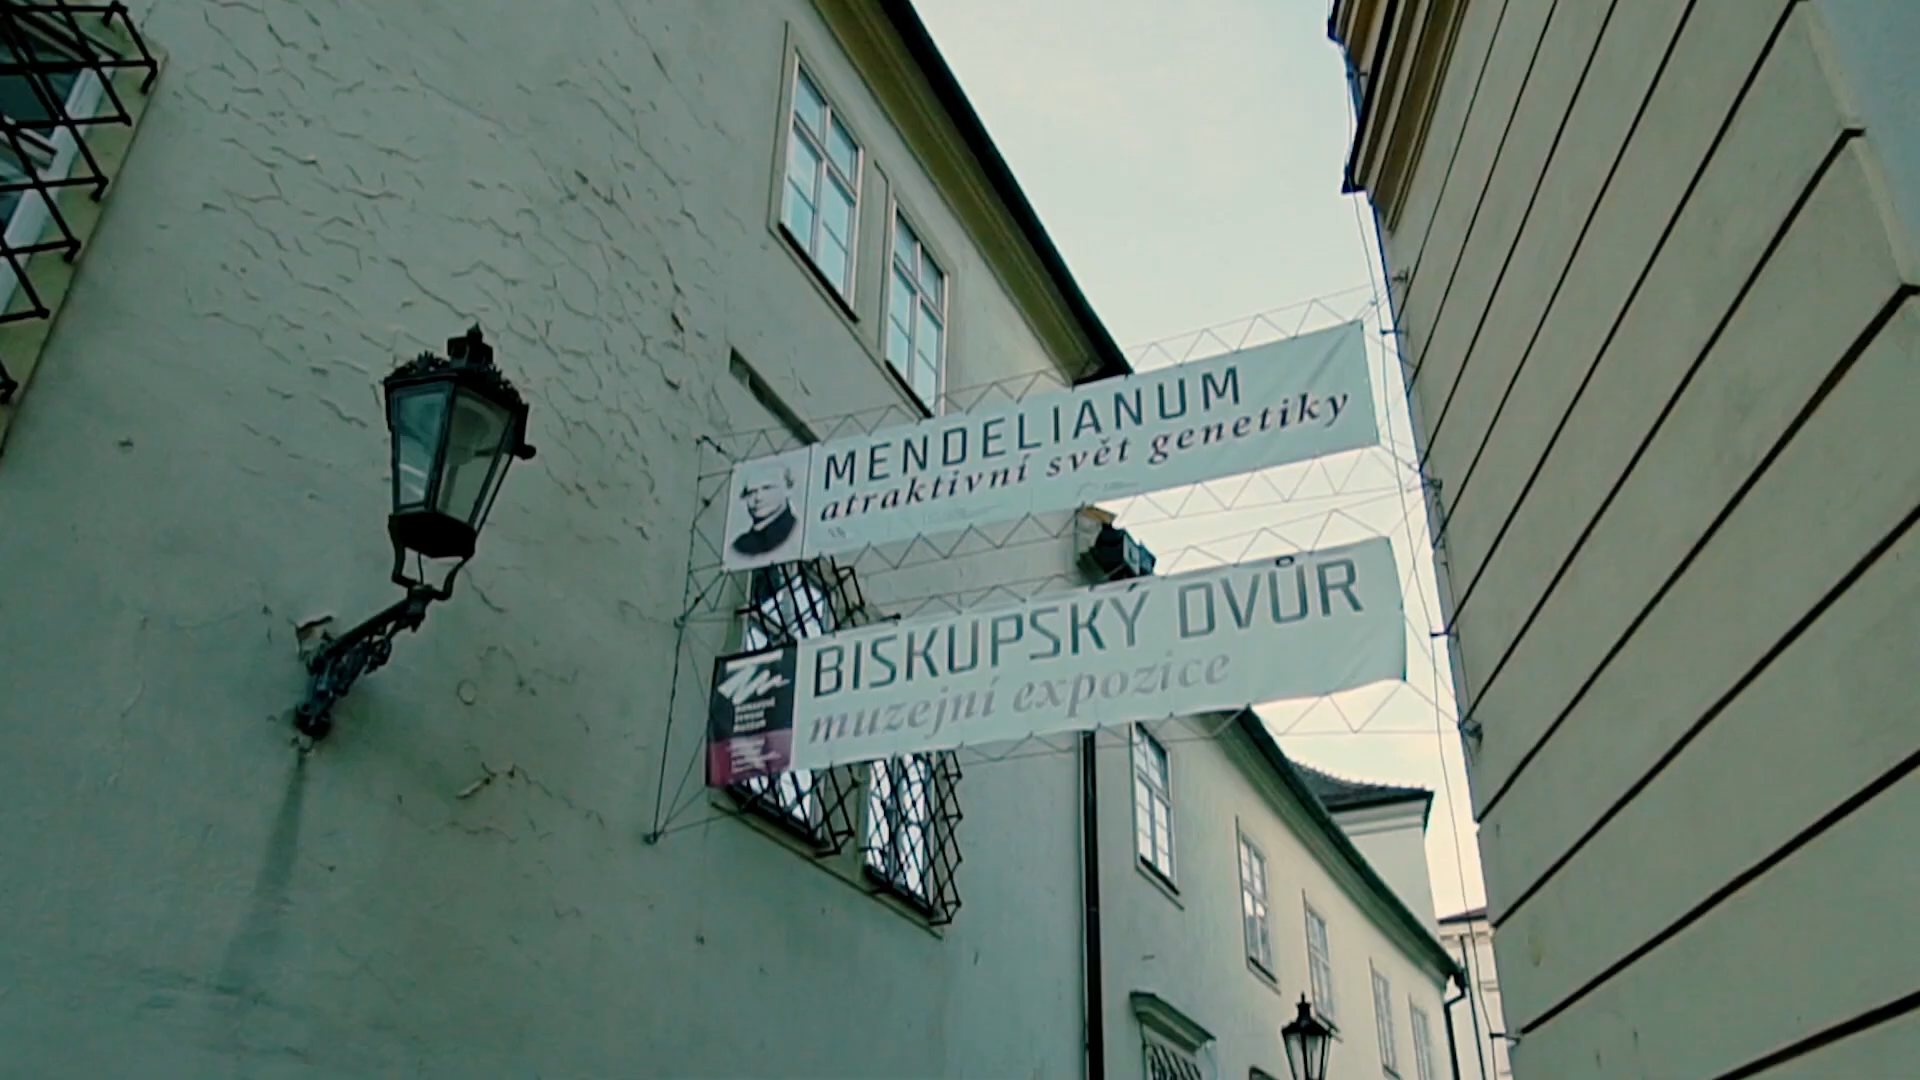 MENDELIANUM
atraktivní svět genetiky
BISKUPSKÝ DVŮR
muzejní expozice